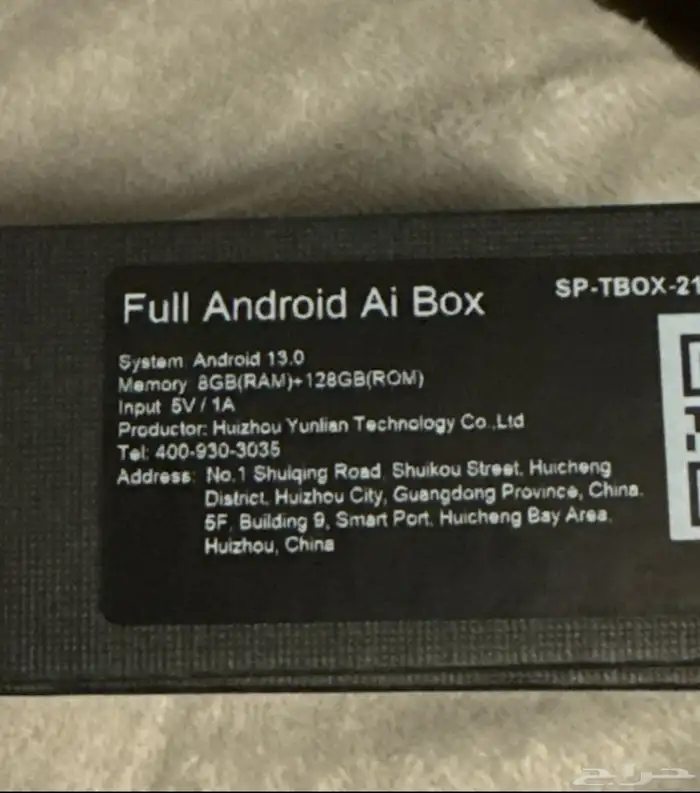 Full Android Ai Box
SP-TBOX-21
System Android 13.0
Memory 8GB(RAM)+128GB(ROM)
Input 5V / 1A
Productor: Huizhou Yunlian Technology Co.,Ltd
Tel: 400-930-3035
Address: No.1 Shuiqing Road, Shuikou Street, Huicheng
District, Huizhou City, Guangdong Province, China.
5F, Building 9, Smart Port, Huicheng Bay Area,
Huizhou, China
حراج